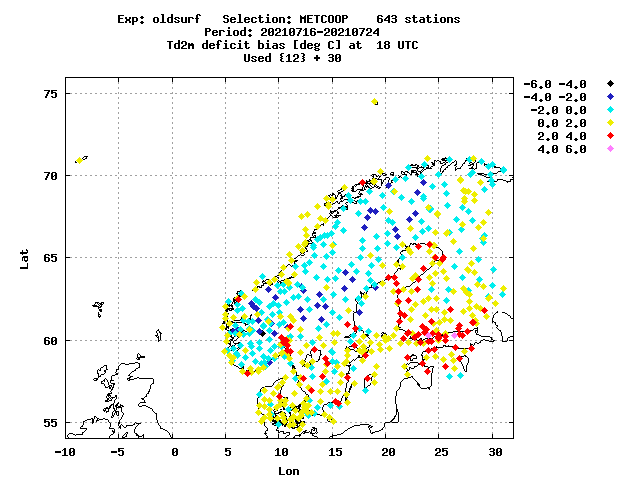 Exp: oldsurf   Selection: METCOOP    643 stations
Period: 20210716-20210724
Td2m deficit bias [deg C] at  18 UTC
Used {12} + 30
-6.0 -4.0
-4.0 -2.0
-2.0 0.0
0.0 2.0
2.0 4.0
4.0 6.0
75
70
65
60
55
Lat
-10 -5 0 5 10 15 20 25 30
Lon